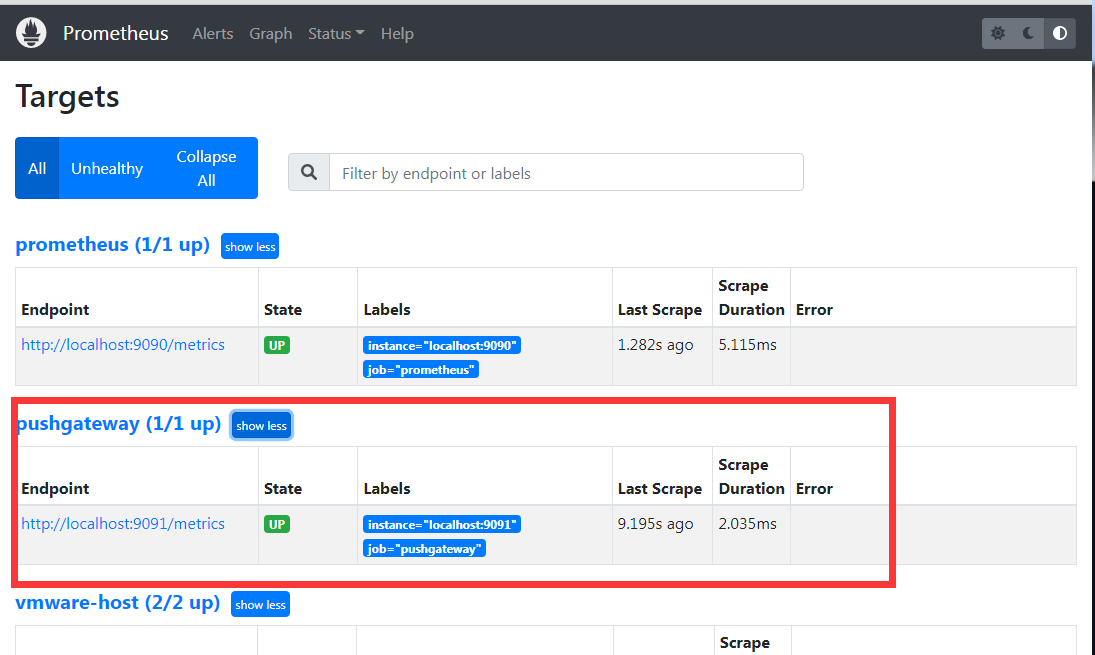 Prometheus Alerts Graph Status Help
Targets
All Unhealthy Collapse All
Filter by endpoint or labels
prometheus (1/1 up) show less
Endpoint State Labels Last Scrape Scrape Duration Error
http://localhost:9090/metrics UP instance="localhost:9090" 1.282s ago 5.115ms
job="prometheus"
pushgateway (1/1 up) show less
Endpoint State Labels Last Scrape Scrape Duration Error
http://localhost:9091/metrics UP instance="localhost:9091" 9.195s ago 2.035ms
job="pushgateway"
vmware-host (2/2 up) show less
Scrape